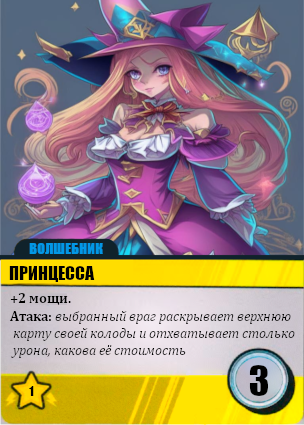 ВОЛШЕБНИК
ПРИНЦЕССА
+2 мощи.
Атака: выбранный враг раскрывает верхнюю
карту своей колоды и отхватывает столько
урона, какова её стоимость
1
3